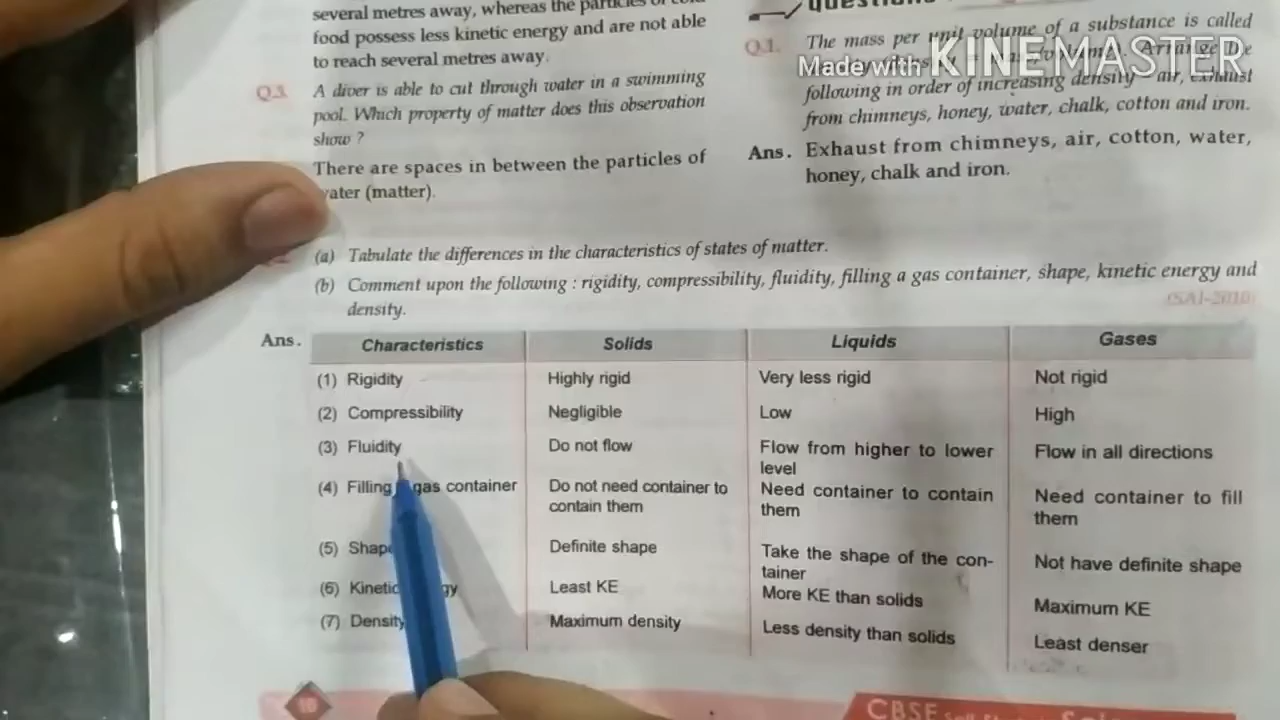 several metres away, whereas the particles of
food possess less kinetic energy and are not able
to reach several metres away.
Q.3. A diver is able to cut through water in a swimming
pool. Which property of matter does this observation
show ?
There are spaces in between the particles of
water (matter).
Questions
Q.1. The mass per unit volume of a substance is called
Arrange the
following in order of increasing density – air, exhaust
from chimneys, honey, water, chalk, cotton and iron.
Ans. Exhaust from chimneys, air, cotton, water,
honey, chalk and iron.
Made with KINEMASTER
(a) Tabulate the differences in the characteristics of states of matter.
(b) Comment upon the following : rigidity, compressibility, fluidity, filling a gas container, shape, kinetic energy and
density.
(SAI-2010)
Ans. Characteristics Solids Liquids Gases
(1) Rigidity Highly rigid Very less rigid Not rigid
(2) Compressibility Negligible Low High
(3) Fluidity Do not flow Flow from higher to lower level Flow in all directions
(4) Filling gas container Do not need container to contain them Need container to contain them Need container to fill them
(5) Shape Definite shape Take the shape of the con-tainer Not have definite shape
(6) Kinetic Least KE More KE than solids Maximum KE
(7) Density Maximum density Less density than solids Least denser
10
CBSE